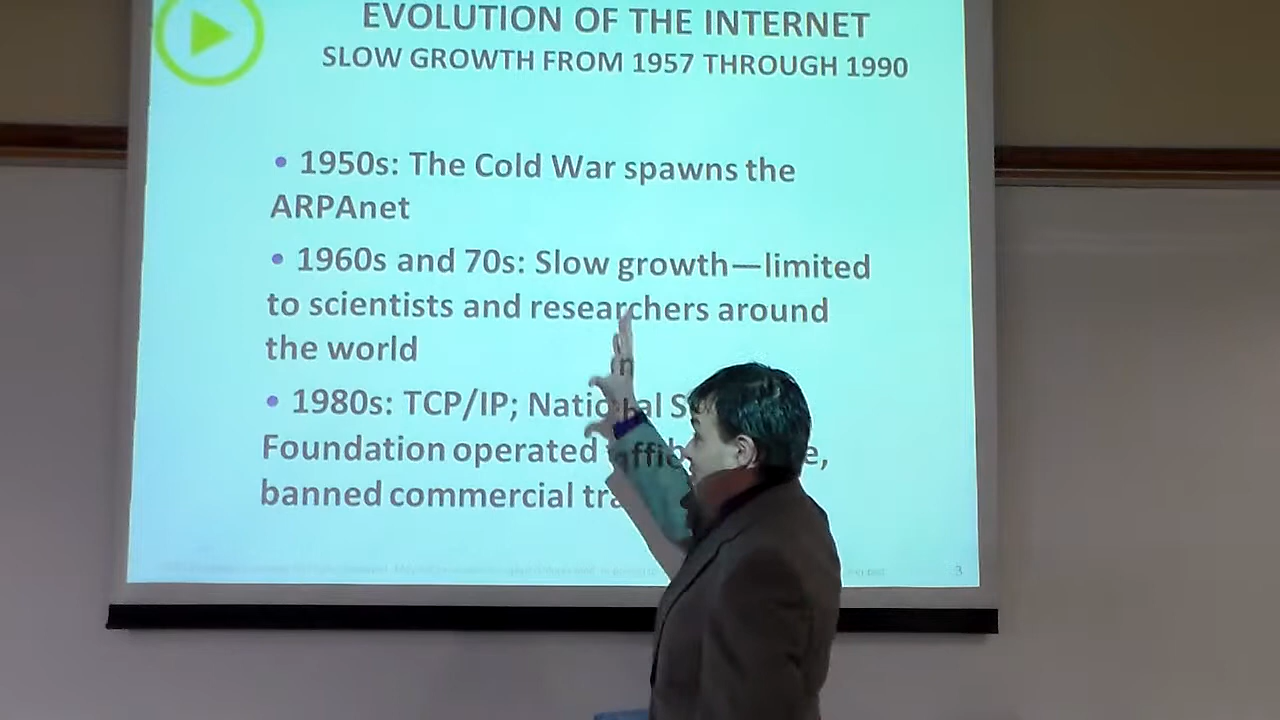 EVOLUTION OF THE INTERNET
SLOW GROWTH FROM 1957 THROUGH 1990
• 1950s: The Cold War spawns the
ARPAnet
• 1960s and 70s: Slow growth—limited
to scientists and researchers around
the world
• 1980s: TCP/IP; National
Foundation operated
banned commercial
3